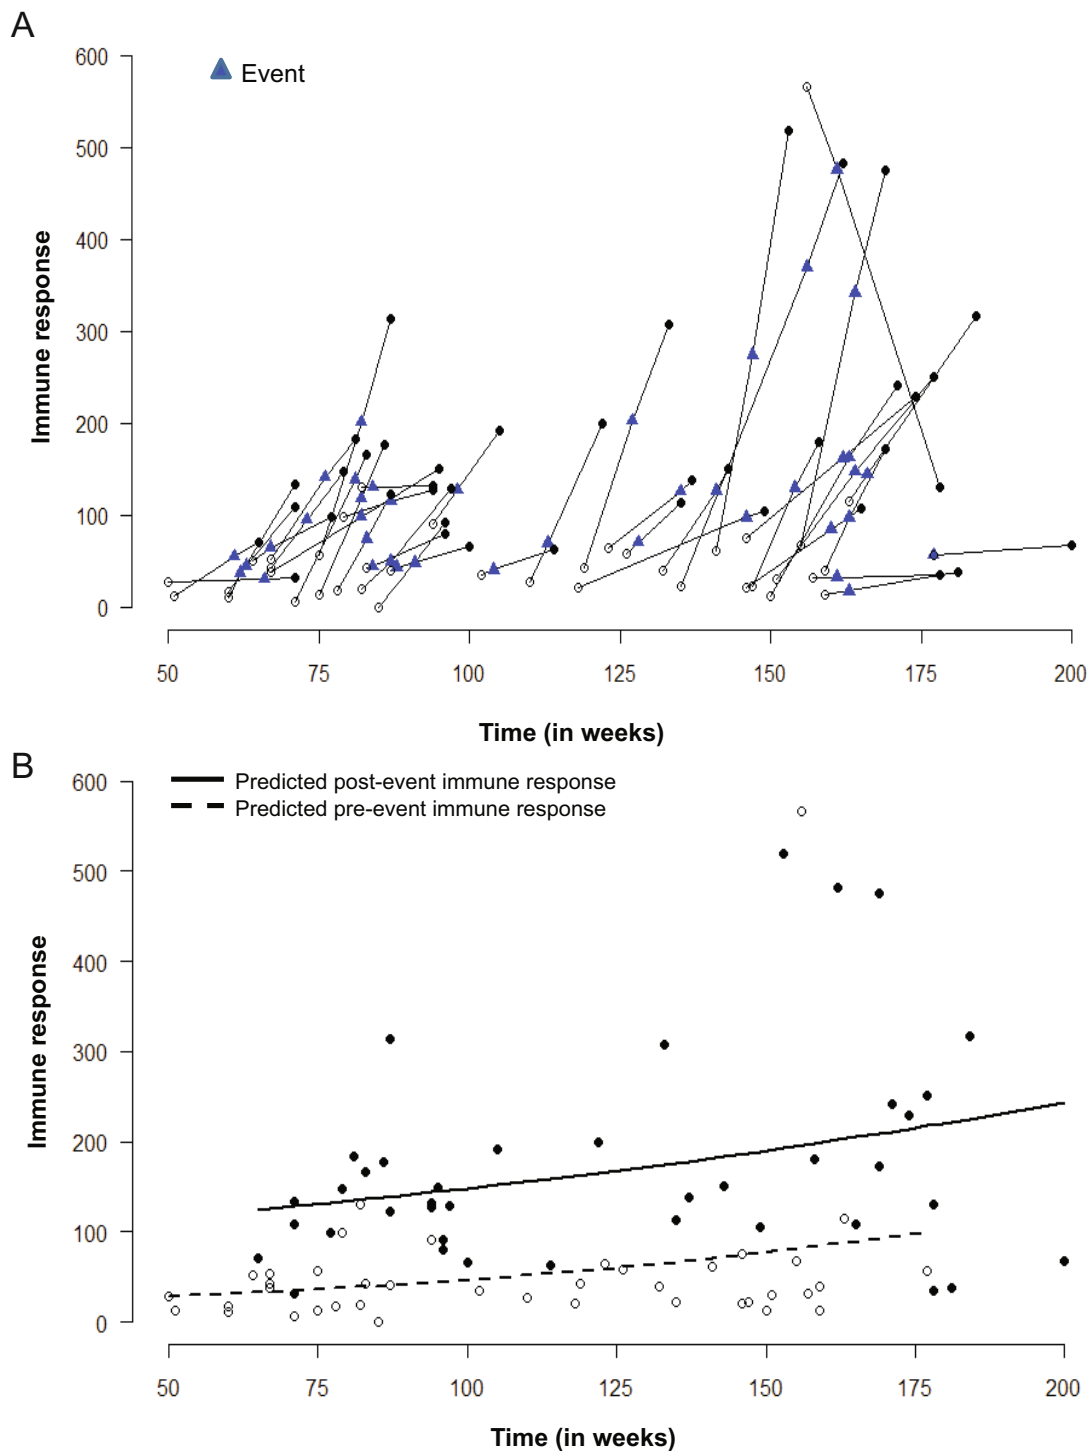 A
Event
600
500
400
300
200
100
0
Immune response
50 75 100 125 150 175 200
Time (in weeks)
B
Predicted post-event immune response
Predicted pre-event immune response
600
500
400
300
200
100
0
Immune response
50 75 100 125 150 175 200
Time (in weeks)